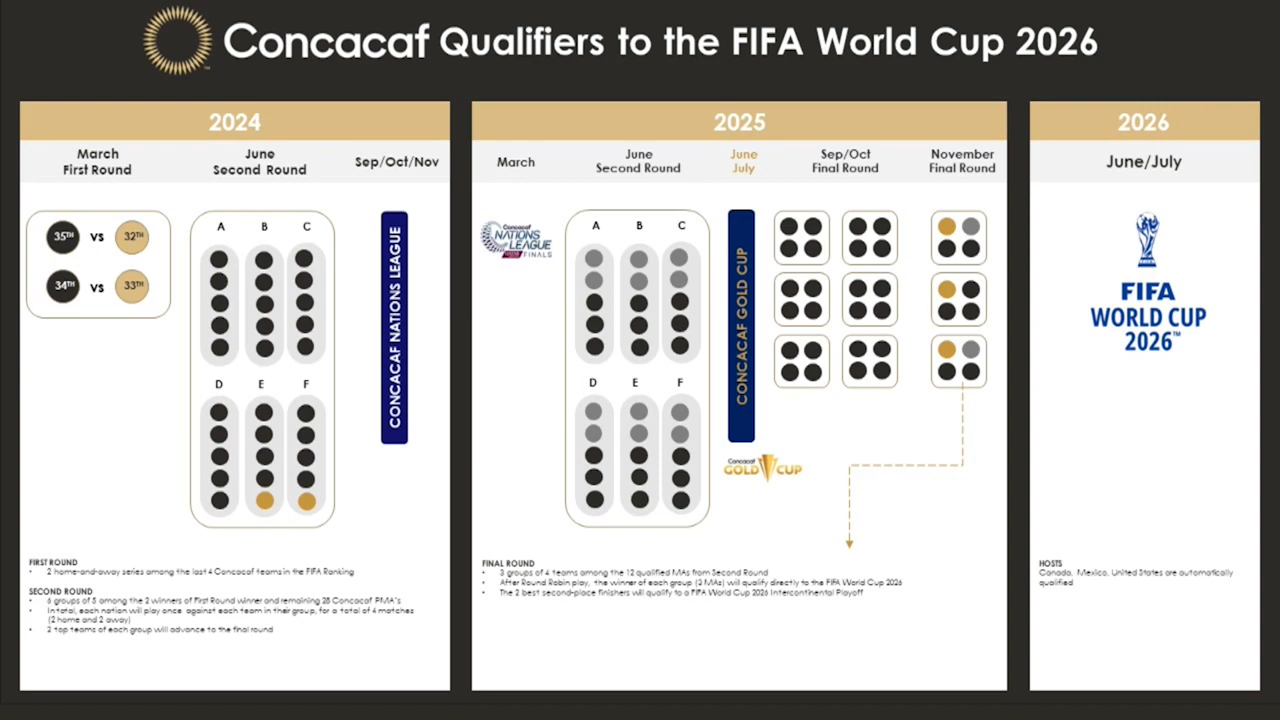 Concacaf Qualifiers to the FIFA World Cup 2026
2024
March
First Round
June
Second Round
Sep/Oct/Nov
35TH vs 32TH
34TH vs 33TH
A B C
D E F
CONCACAF NATIONS LEAGUE
FIRST ROUND
• 2 home-and-away series among the last 4 Concacaf teams in the FIFA Ranking
SECOND ROUND
• 6 groups of 5 among the 2 winners of First Round winner and remaining 28 Concacaf PMA's
• In total, each nation will play once against each team in their group, for a total of 4 matches
(2 home and 2 away)
• 2 top teams of each group will advance to the final round
2025
March
June
Second Round
June
July
Sep/Oct
Final Round
November
Final Round
Concacaf
NATIONS
LEAGUE
FINALS
A B C
D E F
CONCACAF GOLD CUP
Concacaf
GOLD CUP
FINAL ROUND
• 3 groups of 4 teams among the 12 qualified MAs from Second Round
• After Round Robin play, the winner of each group (3 MAs) will qualify directly to the FIFA World Cup 2026
• The 2 best second-place finishers will qualify to a FIFA World Cup 2026 Intercontinental Playoff
2026
June/July
FIFA
WORLD CUP
2026™
HOSTS
Canada, Mexico, United States are automatically
qualified